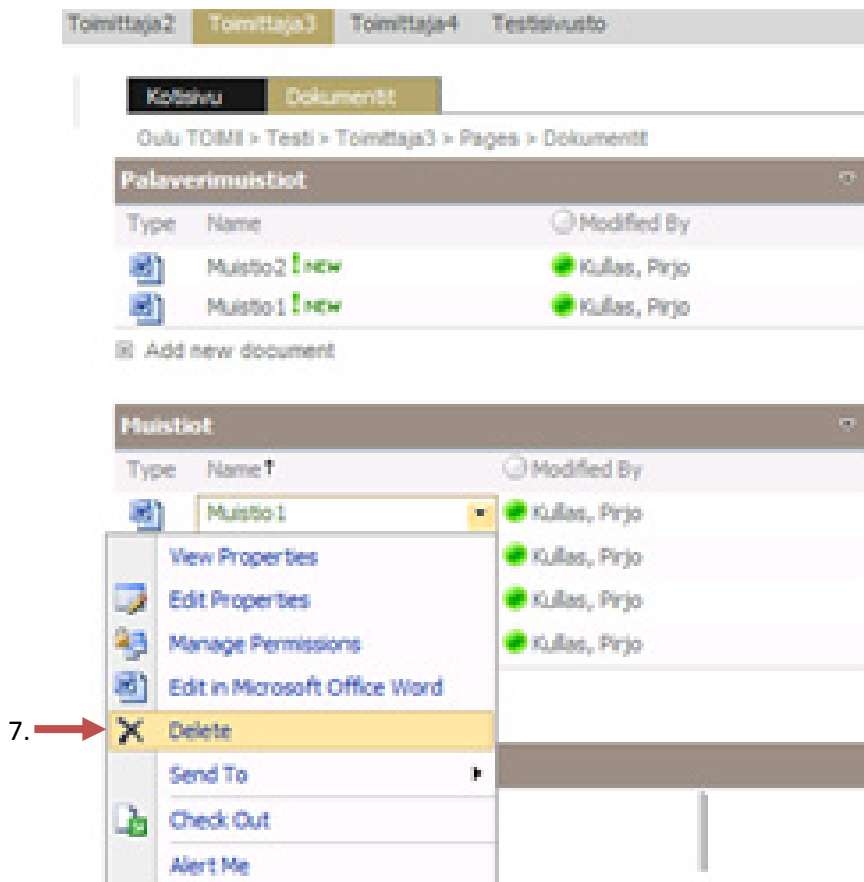 Toimittaja2 Toimittaja3 Toimittaja4 Testisivusto
Kotisivu Dokumentit
Oulu TOIMII > Testi > Toimittaja3 > Pages > Dokumentit
Palaverimuistiot
Type Name Modified By
Muistio2 ! NEW Kullas, Pirjo
Muistio1 ! NEW Kullas, Pirjo
Add new document
Muistiot
Type Name Modified By
Muistio1 Kullas, Pirjo
View Properties Kullas, Pirjo
Edit Properties Kullas, Pirjo
Manage Permissions Kullas, Pirjo
Edit in Microsoft Office Word
7. Delete
Send To
Check Out
Alert Me